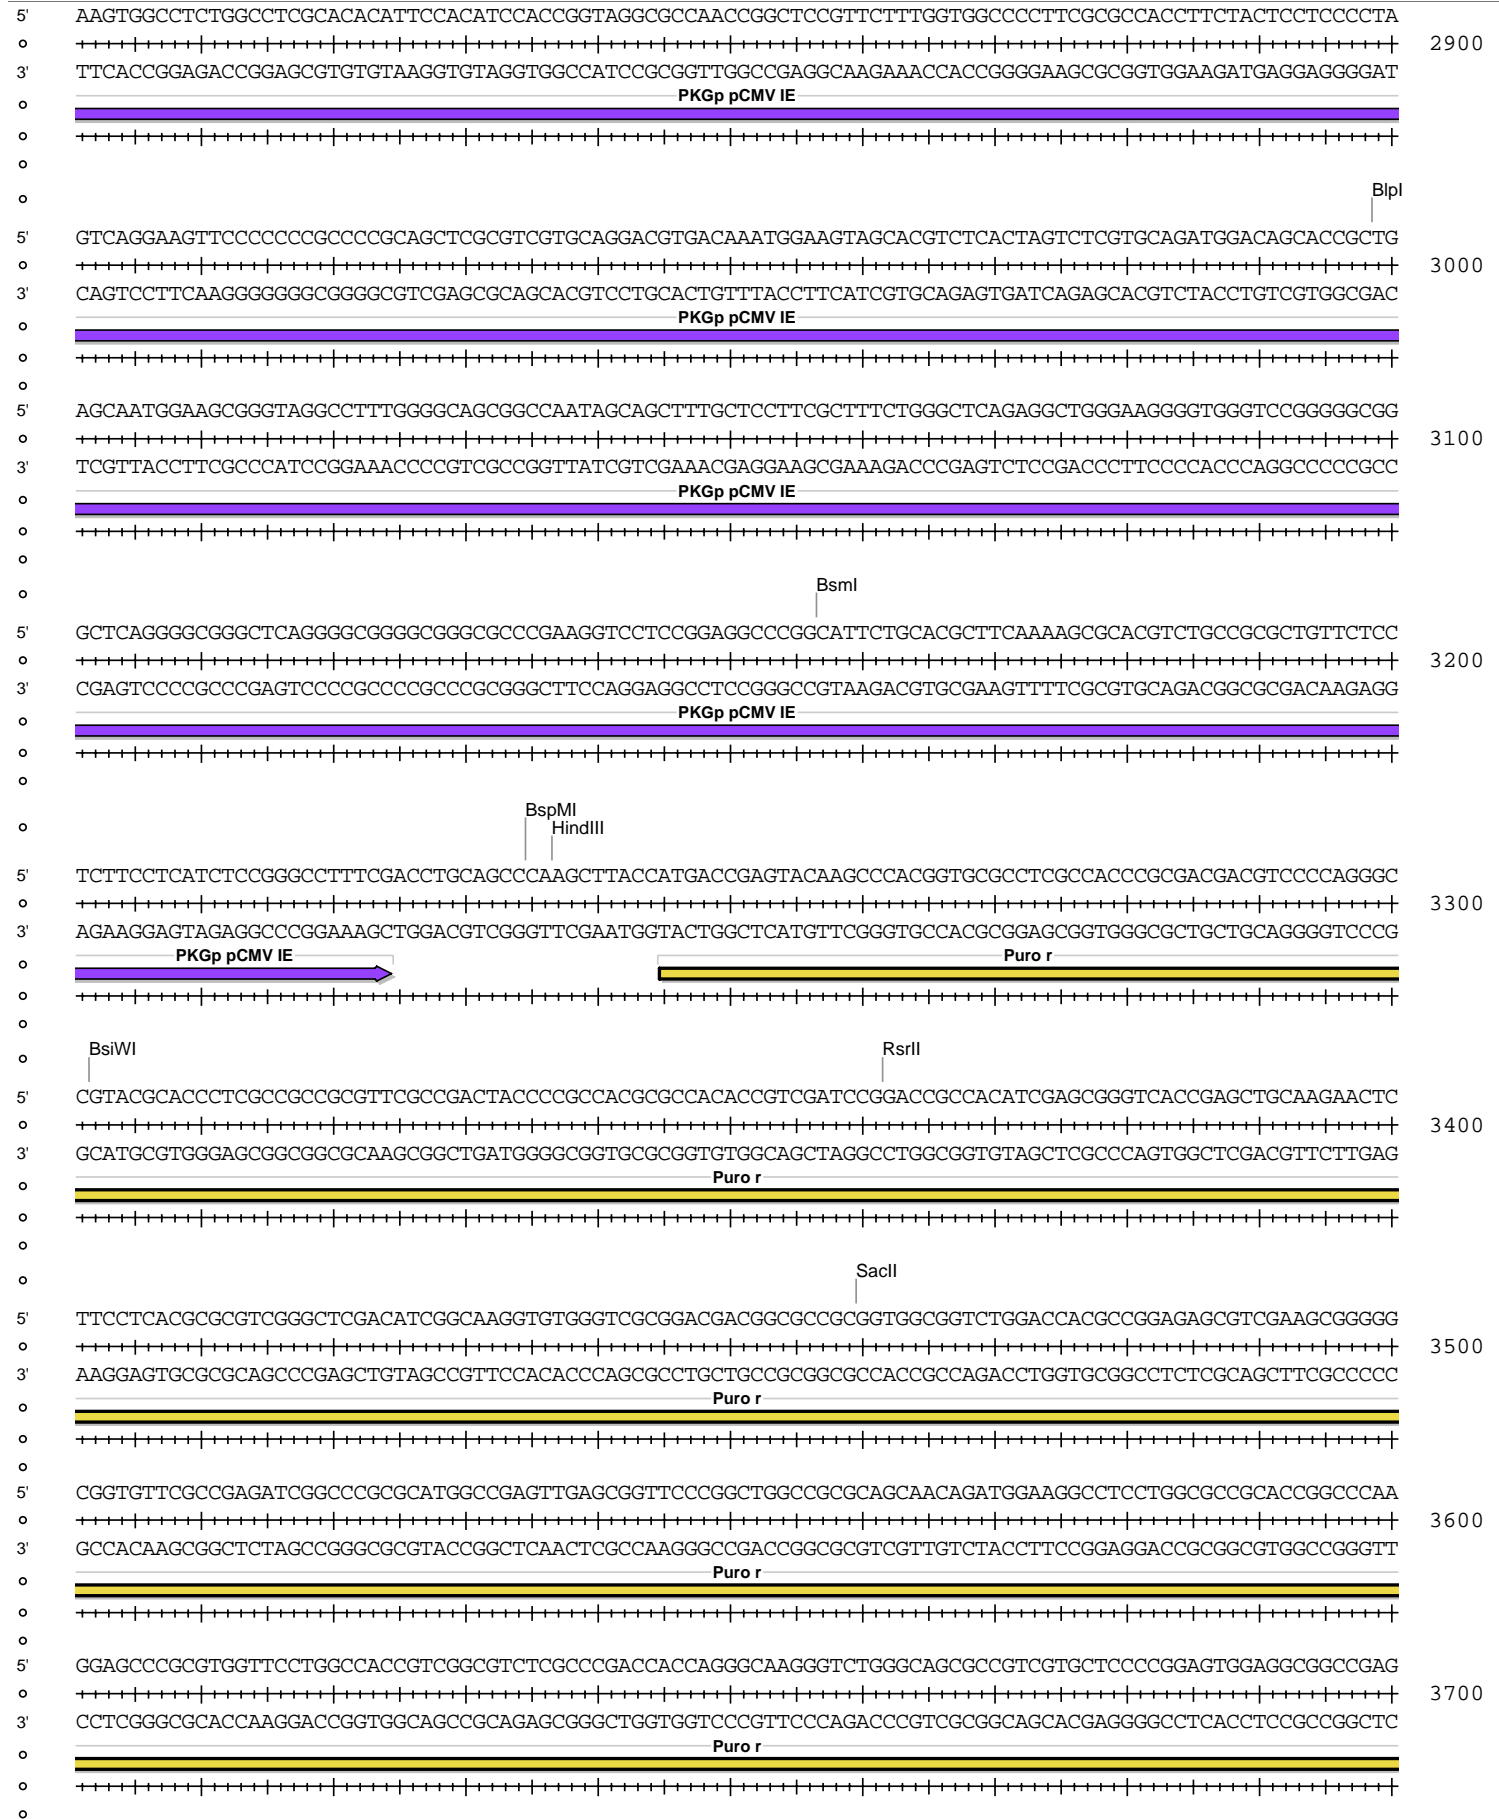 5' AAGTGGCCTCTGGCCTCGCACACATTCCACATCCACCGGTAGGCGCCAACCGGCTCCGTTCTTTGGTGGCCCCTTCGCGCCACCTTCTACTCCTCCCCTA
2900
3' TTCACCGGAGACCGGAGCGTGTGTAAGGTGTAGGTGGCCATCCGCGGTTGGCCGAGGCAAGAAACCACCGGGGAAGCGCGGTGGAAGATGAGGAGGGGAT
PKGp pCMV IE
BlpI
5' GTCAGGAAGTTCCCCCCCGCCCCGCAGCTCGCGTCGTGCAGGACGTGACAAATGGAAGTAGCACGTCTCACTAGTCTCGTGCAGATGGACAGCACCGCTG
3000
3' CAGTCCTTCAAGGGGGGGCGGGGCGTCGAGCGCAGCACGTCCTGCACTGTTTACCTTCATCGTGCAGAGTGATCAGAGCACGTCTACCTGTCGTGGCGAC
PKGp pCMV IE
5' AGCAATGGAAGCGGGTAGGCCTTTGGGGCAGCGGCCAATAGCAGCTTTGCTCCTTCGCTTTCTGGGCTCAGAGGCTGGGAAGGGGTGGGTCCGGGGGCGG
3100
3' TCGTTACCTTCGCCCATCCGGAAACCCCGTCGCCGGTTATCGTCGAAACGAGGAAGCGAAAGACCCGAGTCTCCGACCCTTCCCCACCCAGGCCCCCGCC
PKGp pCMV IE
BsmI
5' GCTCAGGGGCGGGCTCAGGGGCGGGGCGGGCGCCCGAAGGTCCTCCGGAGGCCCGGCATTCTGCACGCTTCAAAAGCGCACGTCTGCCGCGCTGTTCTCC
3200
3' CGAGTCCCCGCCCGAGTCCCCGCCCCGCCCGCGGGCTTCCAGGAGGCCTCCGGGCCGTAAGACGTGCGAAGTTTTCGCGTGCAGACGGCGCGACAAGAGG
PKGp pCMV IE
BspMI
HindIII
5' TCTTCCTCATCTCCGGGCCTTTCGACCTGCAGCCCAAGCTTACCATGACCGAGTACAAGCCCACGGTGCGCCTCGCCACCCGCGACGACGTCCCCAGGGC
3300
3' AGAAGGAGTAGAGGCCCGGAAAGCTGGACGTCGGGTTCGAATGGTACTGGCTCATGTTCGGGTGCCACGCGGAGCGGTGGGCGCTGCTGCAGGGGTCCCG
PKGp pCMV IE Puro r
BsiWI RsrII
5' CGTACGCACCCTCGCCGCCGCGTTCGCCGACTACCCCGCCACGCGCCACACCGTCGATCCGGACCGCCACATCGAGCGGGTCACCGAGCTGCAAGAACTC
3400
3' GCATGCGTGGGAGCGGCGGCGCAAGCGGCTGATGGGGCGGTGCGCGGTGTGGCAGCTAGGCCTGGCGGTGTAGCTCGCCCAGTGGCTCGACGTTCTTGAG
Puro r
SacII
5' TTCCTCACGCGCGTCGGGCTCGACATCGGCAAGGTGTGGGTCGCGGACGACGGCGCCGCGGTGGCGGTCTGGACCACGCCGGAGAGCGTCGAAGCGGGGG
3500
3' AAGGAGTGCGCGCAGCCCGAGCTGTAGCCGTTCCACACCCAGCGCCTGCTGCCGCGGCGCCACCGCCAGACCTGGTGCGGCCTCTCGCAGCTTCGCCCCC
Puro r
5' CGGTGTTCGCCGAGATCGGCCCGCGCATGGCCGAGTTGAGCGGTTCCCGGCTGGCCGCGCAGCAACAGATGGAAGGCCTCCTGGCGCCGCACCGGCCCAA
3600
3' GCCACAAGCGGCTCTAGCCGGGCGCGTACCGGCTCAACTCGCCAAGGGCCGACCGGCGCGTCGTTGTCTACCTTCCGGAGGACCGCGGCGTGGCCGGGTT
Puro r
5' GGAGCCCGCGTGGTTCCTGGCCACCGTCGGCGTCTCGCCCGACCACCAGGGCAAGGGTCTGGGCAGCGCCGTCGTGCTCCCCGGAGTGGAGGCGGCCGAG
3700
3' CCTCGGGCGCACCAAGGACCGGTGGCAGCCGCAGAGCGGGCTGGTGGTCCCGTTCCCAGACCCGTCGCGGCAGCACGAGGGGCCTCACCTCCGCCGGCTC
Puro r